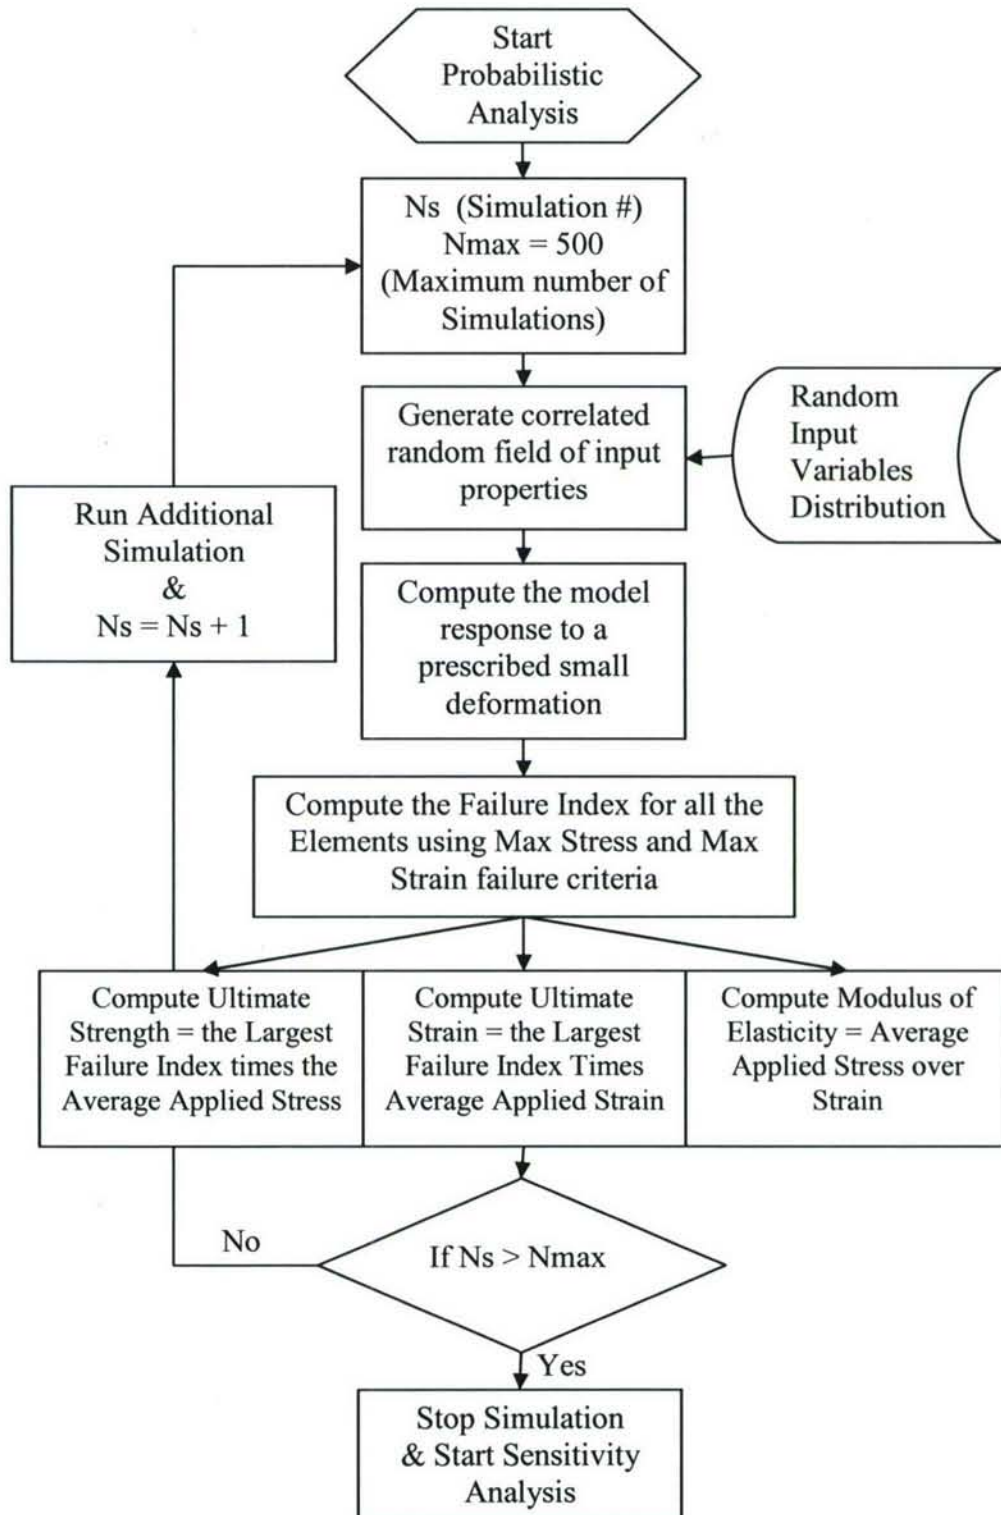 Start
Probabilistic
Analysis
Ns (Simulation #)
Nmax = 500
(Maximum number of
Simulations)
Generate correlated
random field of input
properties
Random
Input
Variables
Distribution
Run Additional
Simulation
&
Ns = Ns + 1
Compute the model
response to a
prescribed small
deformation
Compute the Failure Index for all the
Elements using Max Stress and Max
Strain failure criteria
Compute Ultimate
Strength = the Largest
Failure Index times the
Average Applied Stress
Compute Ultimate
Strain = the Largest
Failure Index Times
Average Applied Strain
Compute Modulus of
Elasticity = Average
Applied Stress over
Strain
No
If Ns > Nmax
Yes
Stop Simulation
& Start Sensitivity
Analysis